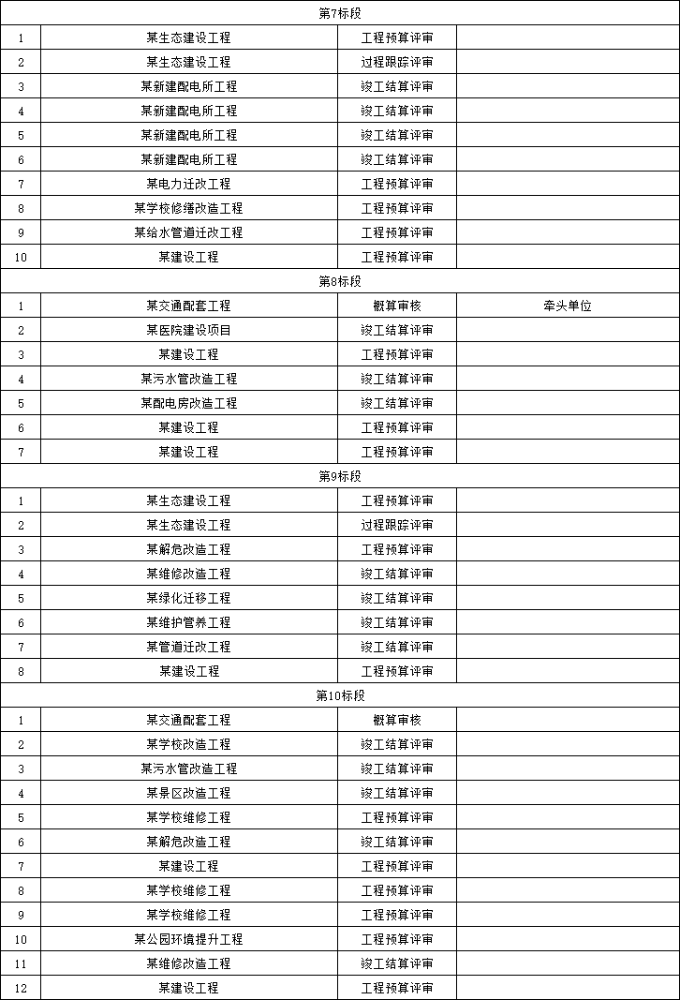 第7标段
1 某生态建设工程 工程预算评审
2 某生态建设工程 过程跟踪评审
3 某新建配电所工程 竣工结算评审
4 某新建配电所工程 竣工结算评审
5 某新建配电所工程 竣工结算评审
6 某新建配电所工程 竣工结算评审
7 某电力迁改工程 工程预算评审
8 某学校修缮改造工程 工程预算评审
9 某给水管道迁改工程 工程预算评审
10 某建设工程 工程预算评审
第8标段
1 某交通配套工程 概算审核 牵头单位
2 某医院建设项目 竣工结算评审
3 某建设工程 工程预算评审
4 某污水管改造工程 竣工结算评审
5 某配电房改造工程 竣工结算评审
6 某建设工程 工程预算评审
7 某建设工程 工程预算评审
第9标段
1 某生态建设工程 工程预算评审
2 某生态建设工程 过程跟踪评审
3 某解危改造工程 工程预算评审
4 某维修改造工程 竣工结算评审
5 某绿化迁移工程 竣工结算评审
6 某维护管养工程 竣工结算评审
7 某管道迁改工程 竣工结算评审
8 某建设工程 工程预算评审
第10标段
1 某交通配套工程 概算审核
2 某学校改造工程 竣工结算评审
3 某污水管改造工程 竣工结算评审
4 某景区改造工程 竣工结算评审
5 某学校维修工程 工程预算评审
6 某解危改造工程 竣工结算评审
7 某建设工程 工程预算评审
8 某学校维修工程 工程预算评审
9 某学校维修工程 工程预算评审
10 某公园环境提升工程 工程预算评审
11 某维修改造工程 竣工结算评审
12 某建设工程 工程预算评审